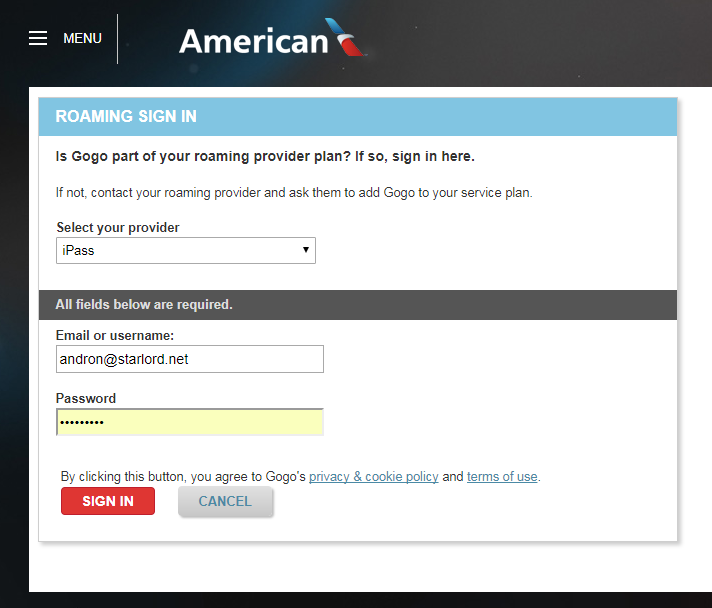 MENU
American
ROAMING SIGN IN
Is Gogo part of your roaming provider plan? If so, sign in here.
If not, contact your roaming provider and ask them to add Gogo to your service plan.
Select your provider
iPass
All fields below are required.
Email or username:
andron@starlord.net
Password
•••••••••
By clicking this button, you agree to Gogo's privacy & cookie policy and terms of use.
SIGN IN CANCEL